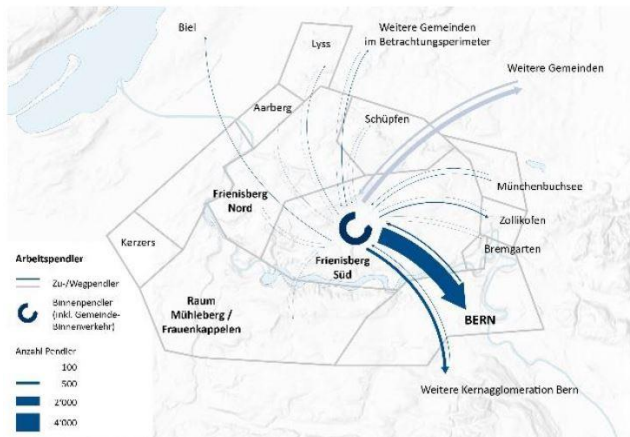 Biel
Lyss
Weitere Gemeinden
im Betrachtungsperimeter
Weitere Gemeinden
Aarberg
Schüpfen
Münchenbuchsee
Frienisberg
Nord
Zollikofen
Kerzers
Bremgarten
Frienisberg
Süd
Raum
Mühleberg /
Frauenkappelen
BERN
Weitere Kernagglomeration Bern
Arbeitspendler
Zu-/Wegpendler
Binnenpendler
(inkl. Gemeinde-
Binnenverkehr)
Anzahl Pendler
100
500
2'000
4'000